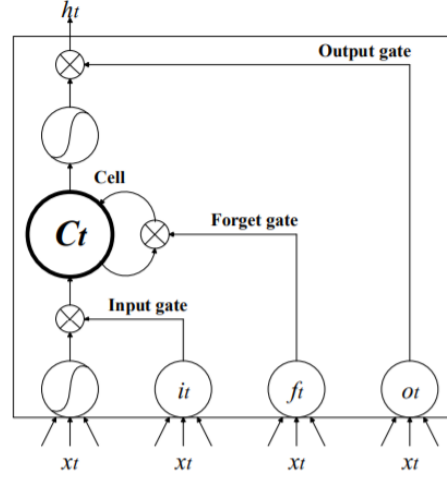 ht
Output gate
Cell
Ct
Forget gate
Input gate
it
ft
ot
xt
xt
xt
xt